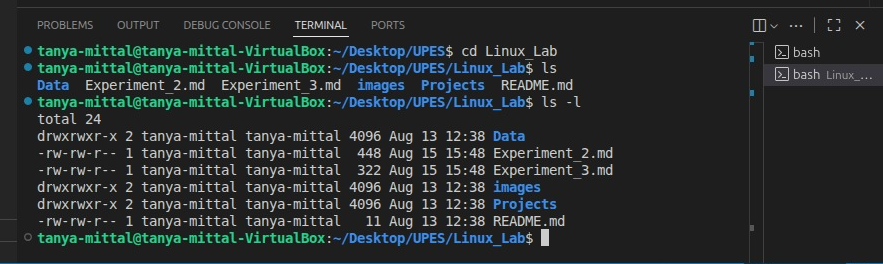 PROBLEMS OUTPUT DEBUG CONSOLE TERMINAL PORTS
tanya-mittal@tanya-mittal-VirtualBox:~/Desktop/UPES$ cd Linux_Lab
tanya-mittal@tanya-mittal-VirtualBox:~/Desktop/UPES/Linux_Lab$ ls
Data Experiment_2.md Experiment_3.md images Projects README.md
tanya-mittal@tanya-mittal-VirtualBox:~/Desktop/UPES/Linux_Lab$ ls -l
total 24
drwxrwxr-x 2 tanya-mittal tanya-mittal 4096 Aug 13 12:38 Data
-rw-rw-r-- 1 tanya-mittal tanya-mittal  448 Aug 15 15:48 Experiment_2.md
-rw-rw-r-- 1 tanya-mittal tanya-mittal  322 Aug 15 15:48 Experiment_3.md
drwxrwxr-x 2 tanya-mittal tanya-mittal 4096 Aug 13 12:38 images
drwxrwxr-x 2 tanya-mittal tanya-mittal 4096 Aug 13 12:38 Projects
-rw-rw-r-- 1 tanya-mittal tanya-mittal   11 Aug 13 12:38 README.md
tanya-mittal@tanya-mittal-VirtualBox:~/Desktop/UPES/Linux_Lab$
bash
bash Linux_...